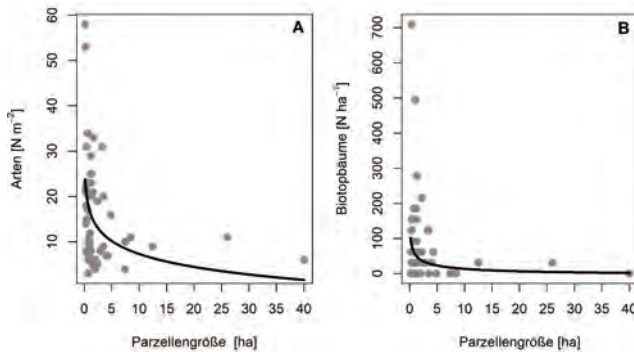 A
Arten [N m⁻²]
60
50
40
30
20
10
0 5 10 15 20 25 30 35 40
Parzellengröße [ha]
B
Biotopbäume [N ha⁻¹]
700
600
500
400
300
200
100
0
0 5 10 15 20 25 30 35 40
Parzellengröße [ha]